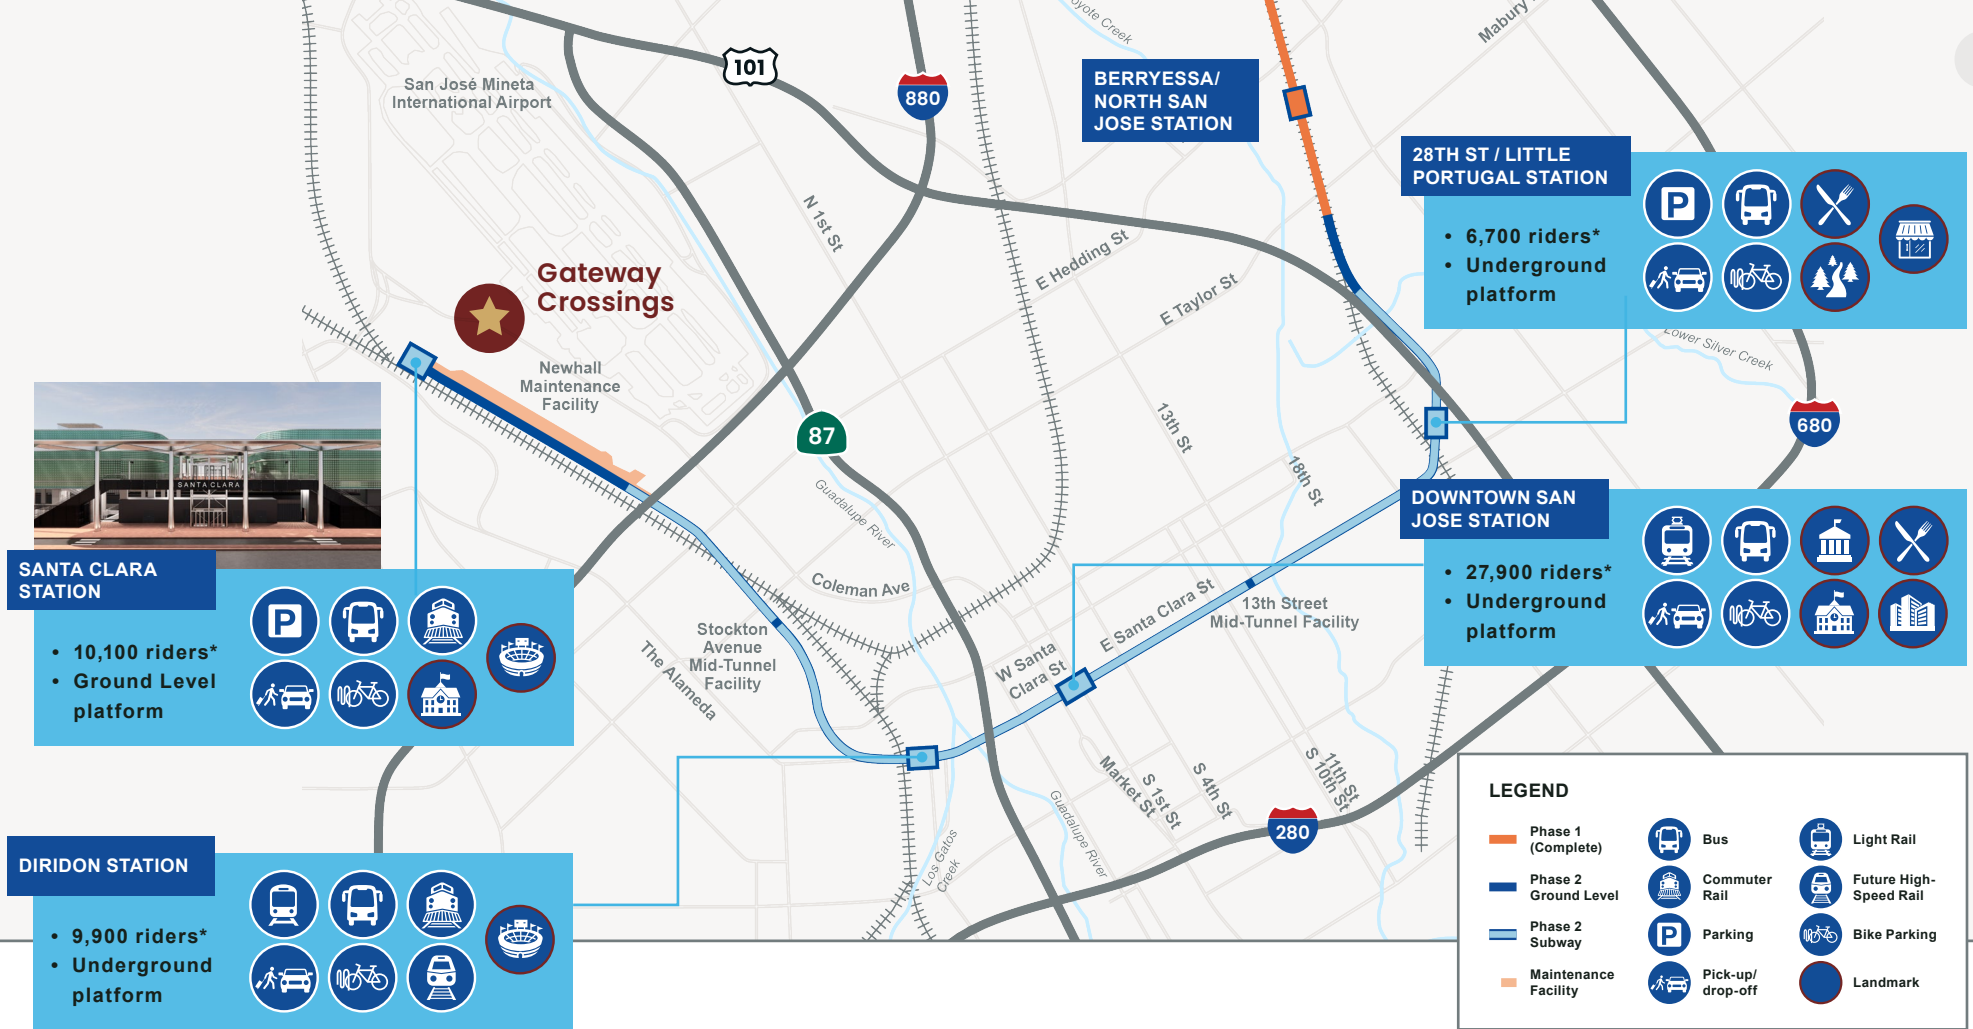 San José Mineta
International Airport
101
880
oyote Creek
Mabury
BERRYESSA/
NORTH SAN
JOSE STATION
28TH ST / LITTLE
PORTUGAL STATION
• 6,700 riders*
• Underground
platform
P
N 1st St
E Hedding St
E Taylor St
Lower Silver Creek
Gateway
Crossings
Newhall
Maintenance
Facility
87
680
13th St
18th St
Guadalupe River
SANTA CLARA
SANTA CLARA
STATION
• 10,100 riders*
• Ground Level
platform
P
DOWNTOWN SAN
JOSE STATION
• 27,900 riders*
• Underground
platform
Coleman Ave
Stockton
Avenue
Mid-Tunnel
Facility
The Alameda
E Santa Clara St
13th Street
Mid-Tunnel Facility
W Santa
Clara St
Market St
S 1st St
S 4th St
S 10th St
11th St
280
Guadalupe River
Los Gatos
Creek
DIRIDON STATION
• 9,900 riders*
• Underground
platform
LEGEND
Phase 1
(Complete)
Phase 2
Ground Level
Phase 2
Subway
Maintenance
Facility
Bus
Commuter
Rail
P
Parking
Pick-up/
drop-off
Light Rail
Future High-
Speed Rail
Bike Parking
Landmark